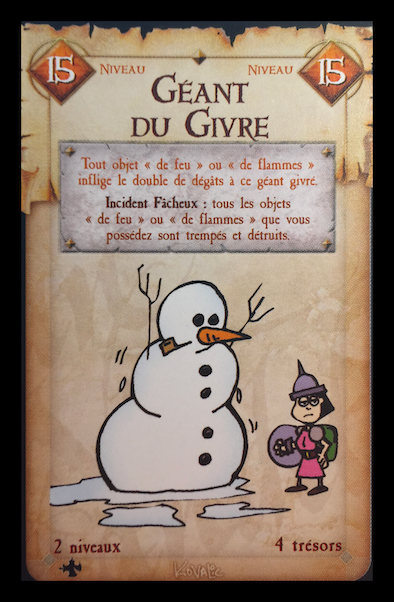 15 Niveau Niveau 15
Géant
du Givre
Tout objet « de feu » ou « de flammes »
inflige le double de dégâts à ce géant givré.
Incident Fâcheux : tous les objets
« de feu » ou « de flammes » que vous
possédez sont trempés et détruits.
2 niveaux 4 trésors
Kovalic